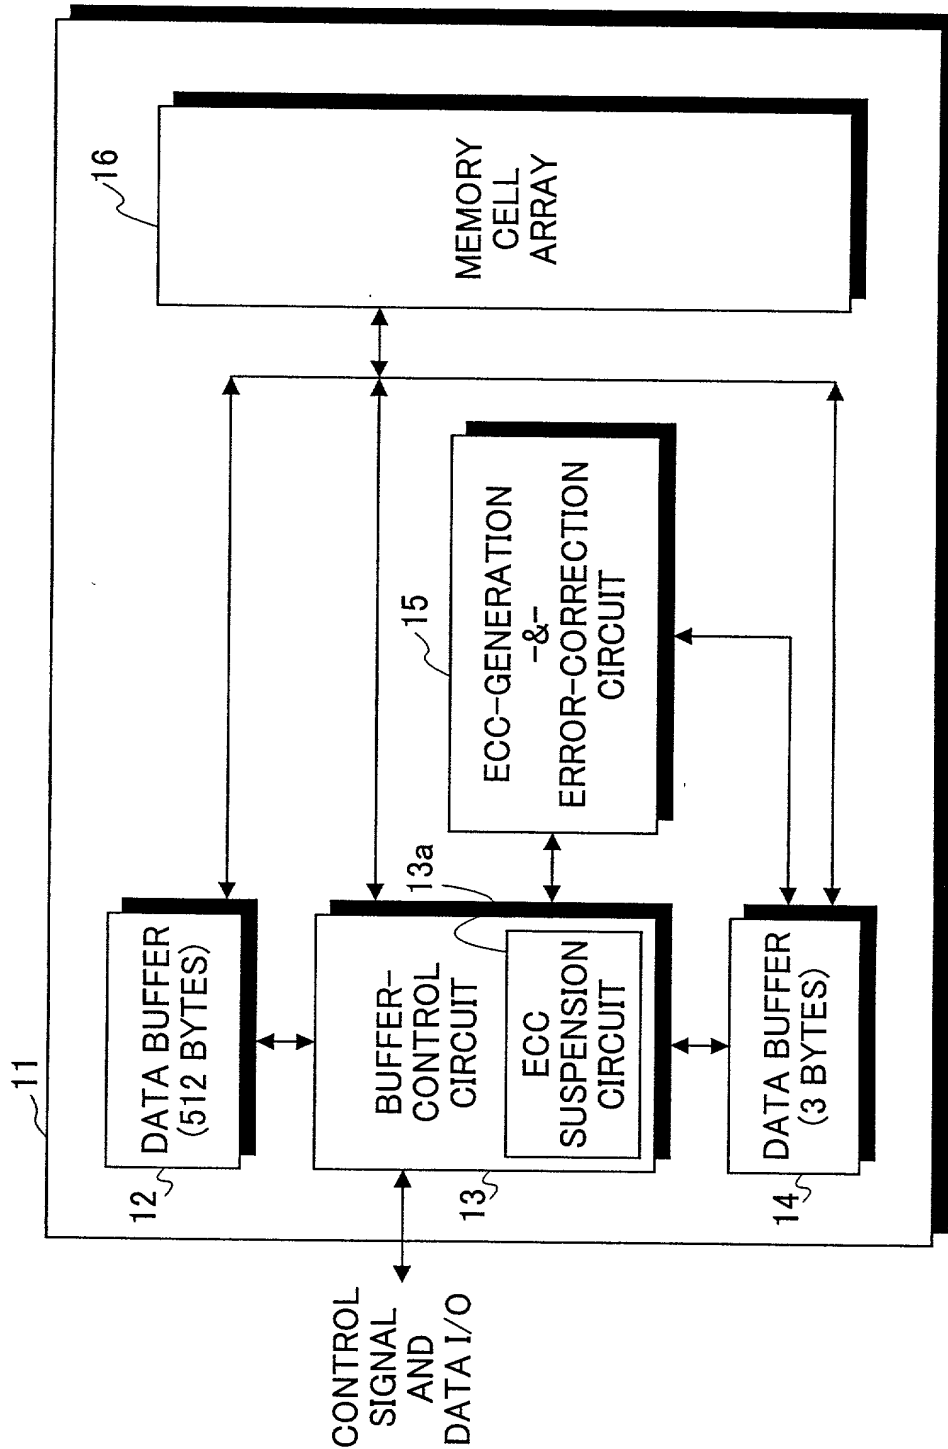 11
12
DATA BUFFER
(512 BYTES)
CONTROL
SIGNAL
AND
DATA I/O
13
BUFFER-
CONTROL
CIRCUIT
13a
ECC
SUSPENSION
CIRCUIT
14
DATA BUFFER
(3 BYTES)
15
ECC-GENERATION
-&-
ERROR-CORRECTION
CIRCUIT
16
MEMORY
CELL
ARRAY